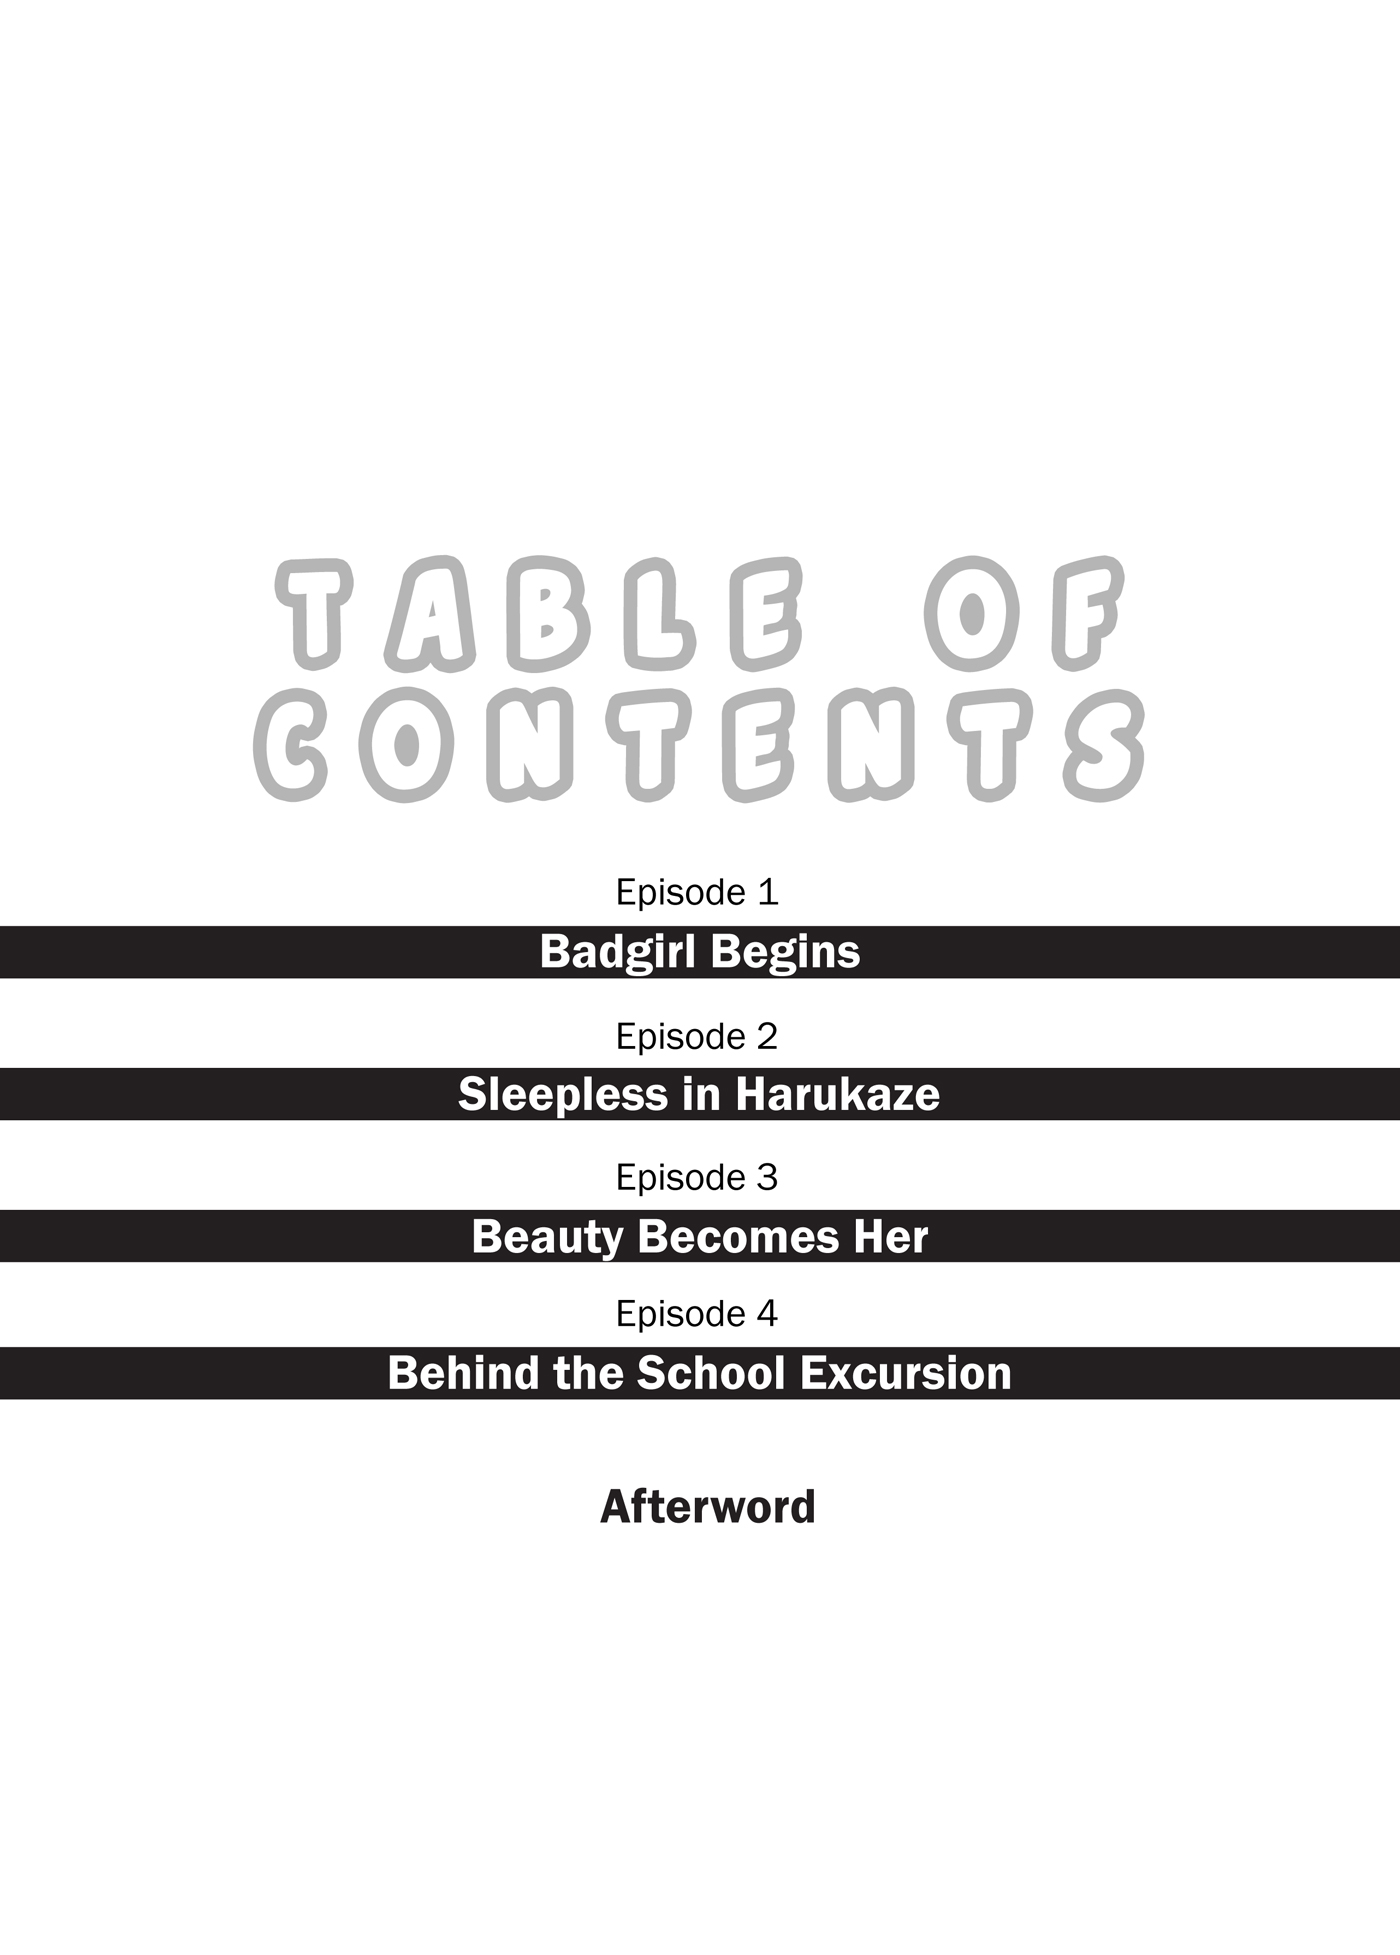 TABLE OF
CONTENTS
Episode 1
Badgirl Begins
Episode 2
Sleepless in Harukaze
Episode 3
Beauty Becomes Her
Episode 4
Behind the School Excursion
Afterword